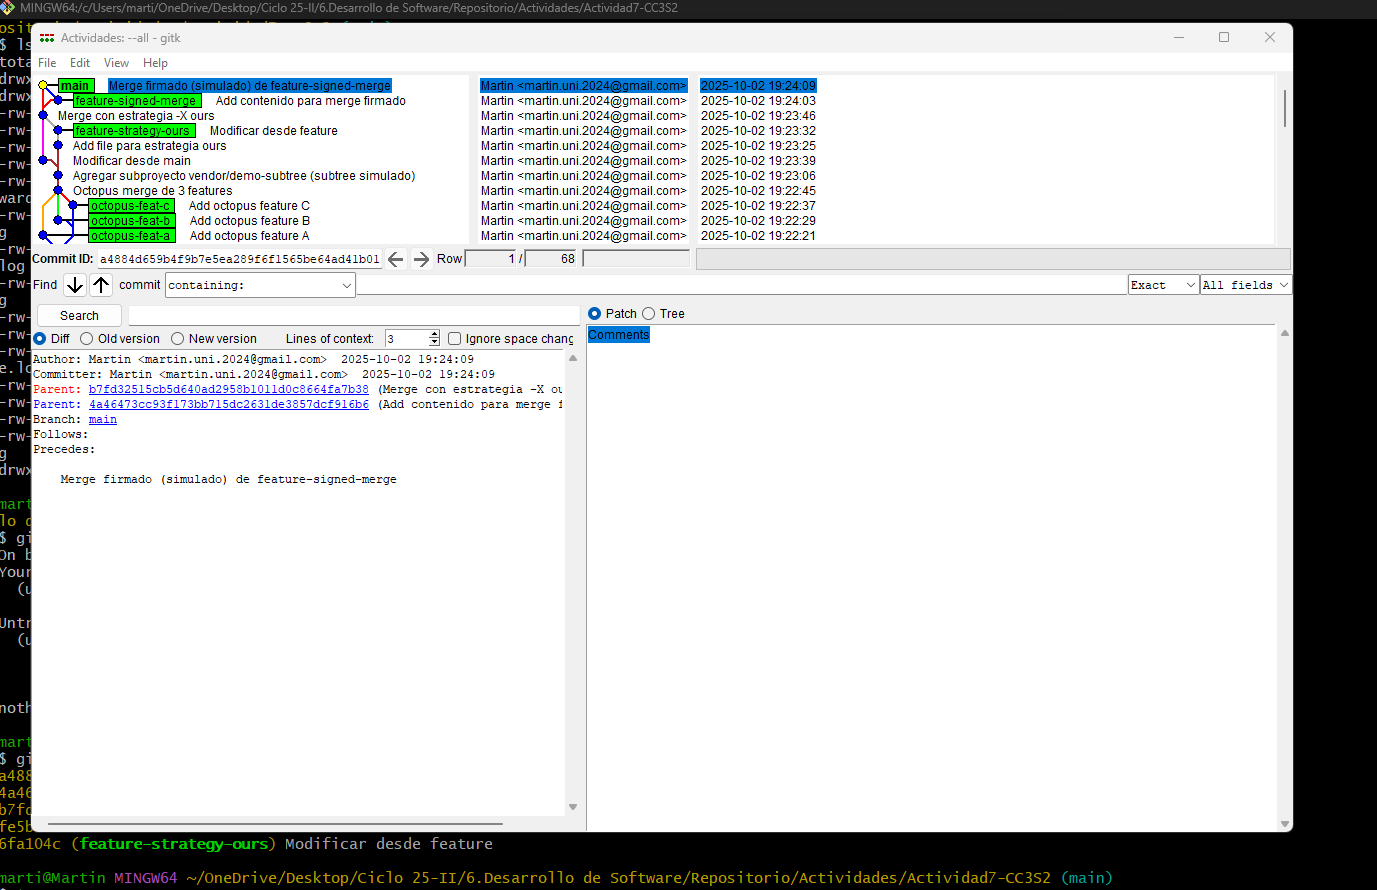 MINGW64:/c/Users/marti/OneDrive/Desktop/Ciclo 25-II/6.Desarrollo de Software/Repositorio/Actividades/Actividad7-CC3S2
Actividades: --all - gitk
File Edit View Help
main Merge firmado (simulado) de feature-signed-merge Martin <martin.uni.2024@gmail.com> 2025-10-02 19:24:09
feature-signed-merge Add contenido para merge firmado Martin <martin.uni.2024@gmail.com> 2025-10-02 19:24:03
Merge con estrategia -X ours Martin <martin.uni.2024@gmail.com> 2025-10-02 19:23:46
feature-strategy-ours Modificar desde feature Martin <martin.uni.2024@gmail.com> 2025-10-02 19:23:32
Add file para estrategia ours Martin <martin.uni.2024@gmail.com> 2025-10-02 19:23:25
Modificar desde main Martin <martin.uni.2024@gmail.com> 2025-10-02 19:23:39
Agregar subproyecto vendor/demo-subtree (subtree simulado) Martin <martin.uni.2024@gmail.com> 2025-10-02 19:23:06
Octopus merge de 3 features Martin <martin.uni.2024@gmail.com> 2025-10-02 19:22:45
octopus-feat-c Add octopus feature C Martin <martin.uni.2024@gmail.com> 2025-10-02 19:22:37
octopus-feat-b Add octopus feature B Martin <martin.uni.2024@gmail.com> 2025-10-02 19:22:29
octopus-feat-a Add octopus feature A Martin <martin.uni.2024@gmail.com> 2025-10-02 19:22:21
Commit ID: a4884d659b4f9b7e5ea289f6f1565be64ad41b01 Row 1 / 68
Find commit containing: Exact All fields
Search
Patch Tree
Diff Old version New version Lines of context: 3 Ignore space chang
Comments
Author: Martin <martin.uni.2024@gmail.com> 2025-10-02 19:24:09
Committer: Martin <martin.uni.2024@gmail.com> 2025-10-02 19:24:09
Parent: b7fd32515cb5d640ad2958b1011d0c8664fa7b38 (Merge con estrategia -X ou
Parent: 4a46473cc93f173bb715dc2631de3857dcf916b6 (Add contenido para merge f
Branch: main
Follows:
Precedes:
Merge firmado (simulado) de feature-signed-merge
6fa104c (feature-strategy-ours) Modificar desde feature
marti@Martin MINGW64 ~/OneDrive/Desktop/Ciclo 25-II/6.Desarrollo de Software/Repositorio/Actividades/Actividad7-CC3S2 (main)